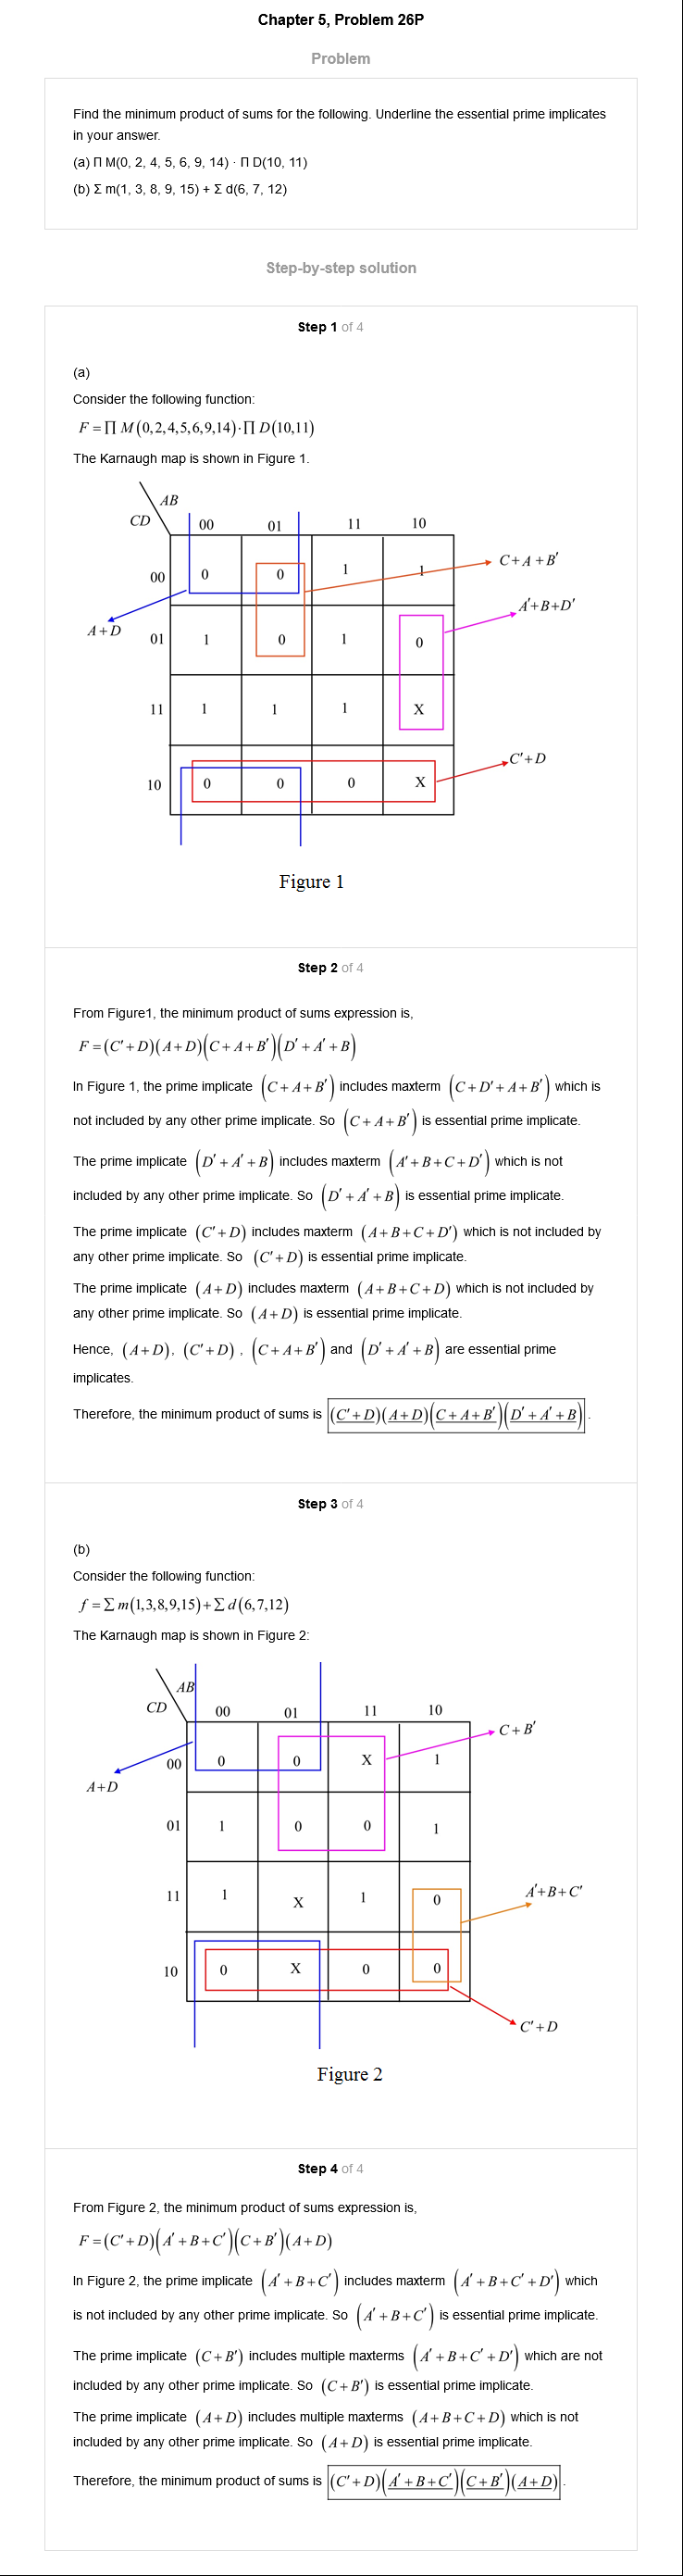 Chapter 5, Problem 26P
Problem
Find the minimum product of sums for the following. Underline the essential prime implicates
in your answer.
(a) Π M(0, 2, 4, 5, 6, 9, 14) · Π D(10, 11)
(b) Σ m(1, 3, 8, 9, 15) + Σ d(6, 7, 12)
Step-by-step solution
Step 1 of 4
(a)
Consider the following function:
F = ∏ M(0,2,4,5,6,9,14)·∏ D(10,11)
The Karnaugh map is shown in Figure 1.
AB
CD 00 01 11 10
C+A+B′
00 0 0 1 1
A′+B+D′
A+D
01 1 0 1 0
11 1 1 1 X
C′+D
10 0 0 0 X
Figure 1
Step 2 of 4
From Figure1, the minimum product of sums expression is,
F = (C′+D)(A+D)(C+A+B′)(D′+A′+B)
In Figure 1, the prime implicate (C+A+B′) includes maxterm (C+D′+A+B′) which is
not included by any other prime implicate. So (C+A+B′) is essential prime implicate.
The prime implicate (D′+A′+B) includes maxterm (A′+B+C+D′) which is not
included by any other prime implicate. So (D′+A′+B) is essential prime implicate.
The prime implicate (C′+D) includes maxterm (A+B+C+D′) which is not included by
any other prime implicate. So (C′+D) is essential prime implicate.
The prime implicate (A+D) includes maxterm (A+B+C+D) which is not included by
any other prime implicate. So (A+D) is essential prime implicate.
Hence, (A+D), (C′+D), (C+A+B′) and (D′+A′+B) are essential prime
implicates.
Therefore, the minimum product of sums is (C′+D)(A+D)(C+A+B′)(D′+A′+B).
Step 3 of 4
(b)
Consider the following function:
f = ∑ m(1,3,8,9,15)+∑ d(6,7,12)
The Karnaugh map is shown in Figure 2:
AB
CD 00 01 11 10
C+B′
00 0 0 X 1
A+D
01 1 0 0 1
11 1 X 1 0
A′+B+C′
10 0 X 0 0
C′+D
Figure 2
Step 4 of 4
From Figure 2, the minimum product of sums expression is,
F = (C′+D)(A′+B+C′)(C+B′)(A+D)
In Figure 2, the prime implicate (A′+B+C′) includes maxterm (A′+B+C′+D′) which
is not included by any other prime implicate. So (A′+B+C′) is essential prime implicate.
The prime implicate (C+B′) includes multiple maxterms (A′+B+C′+D′) which are not
included by any other prime implicate. So (C+B′) is essential prime implicate.
The prime implicate (A+D) includes multiple maxterms (A+B+C+D) which is not
included by any other prime implicate. So (A+D) is essential prime implicate.
Therefore, the minimum product of sums is (C′+D)(A′+B+C′)(C+B′)(A+D).